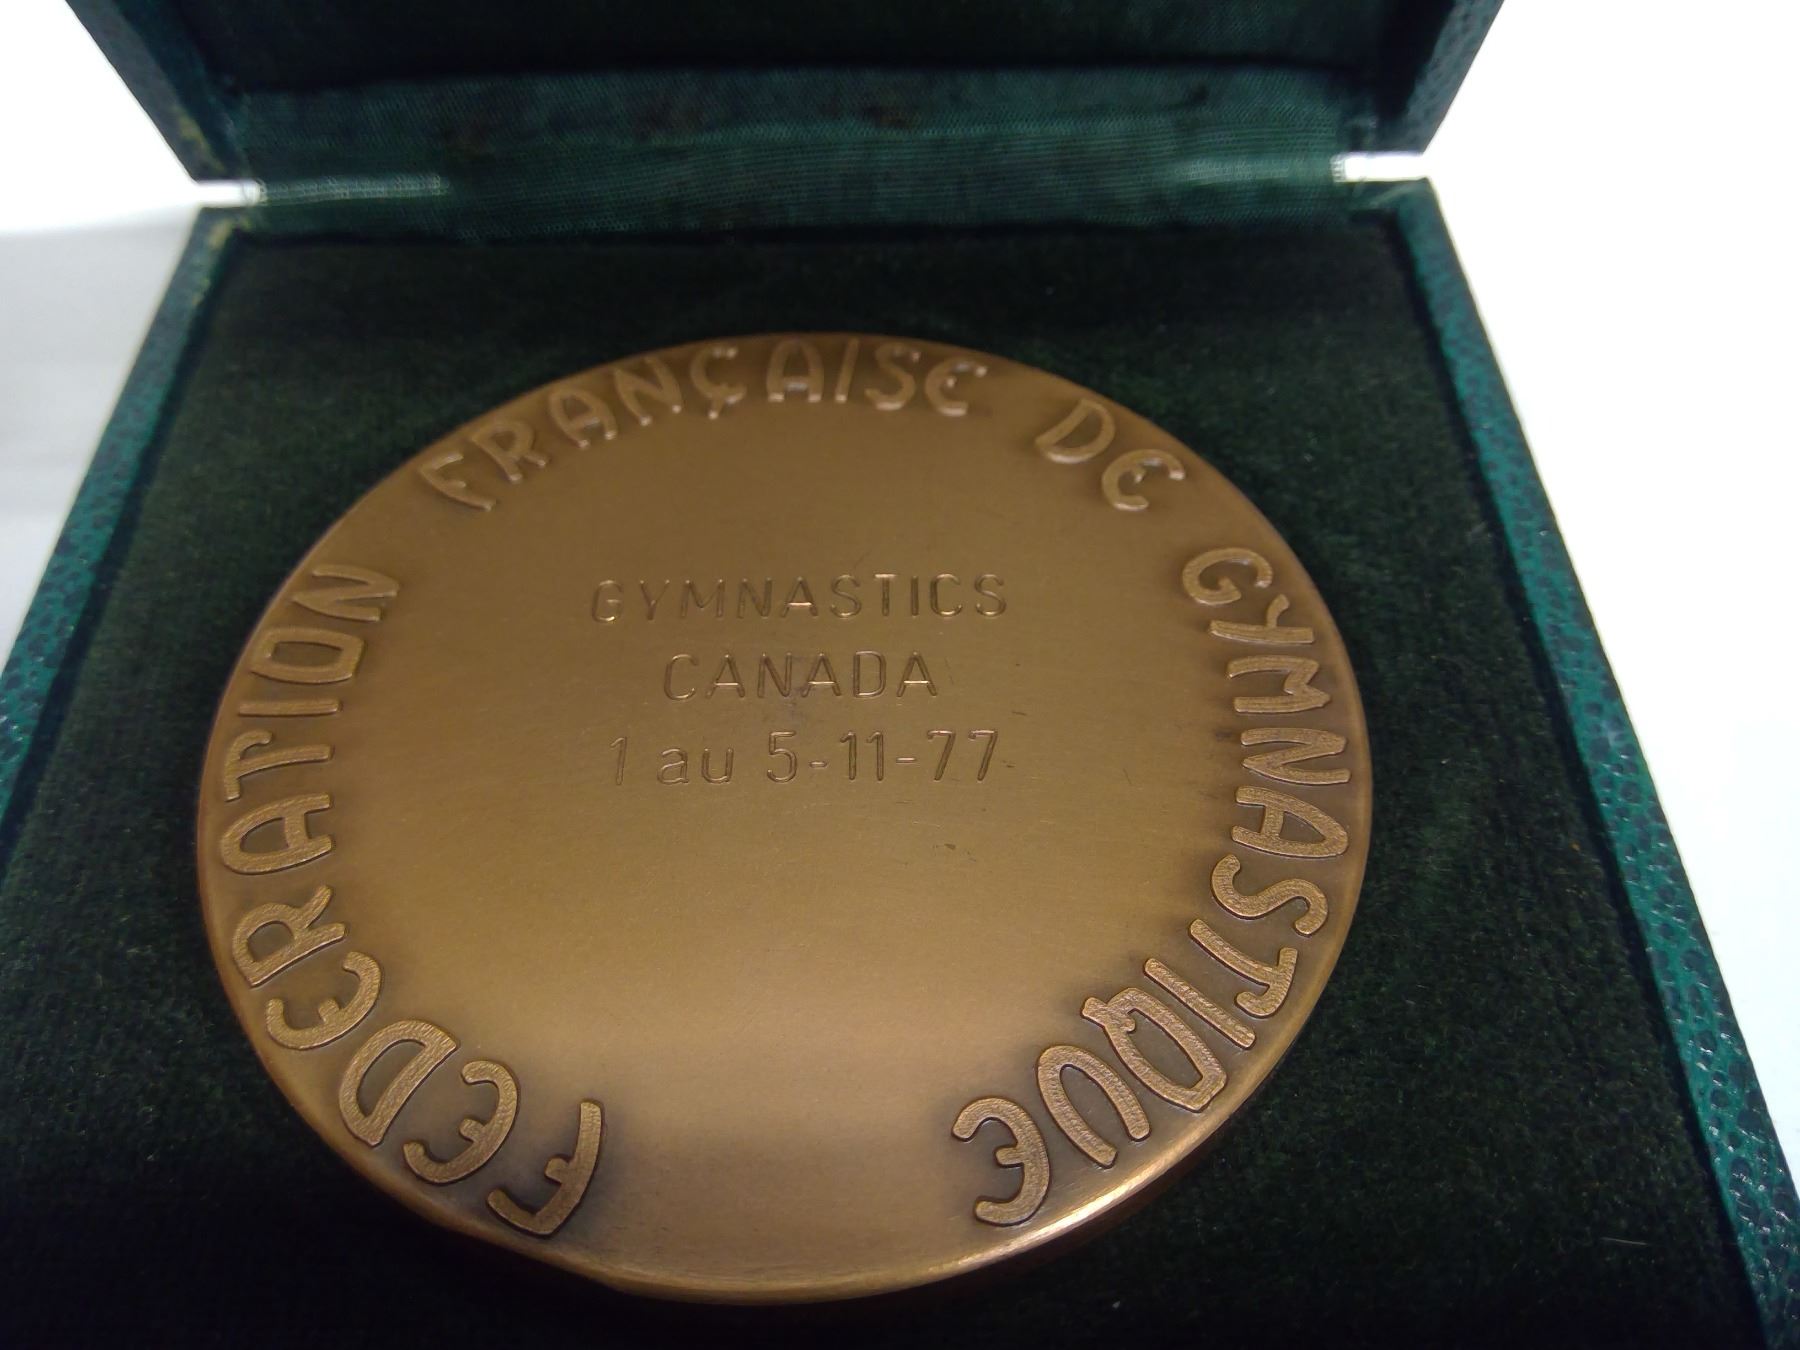 FEDERATION FRANÇAISE DE GYMNASTIQUE
GYMNASTICS
CANADA
1 au 5-11-77